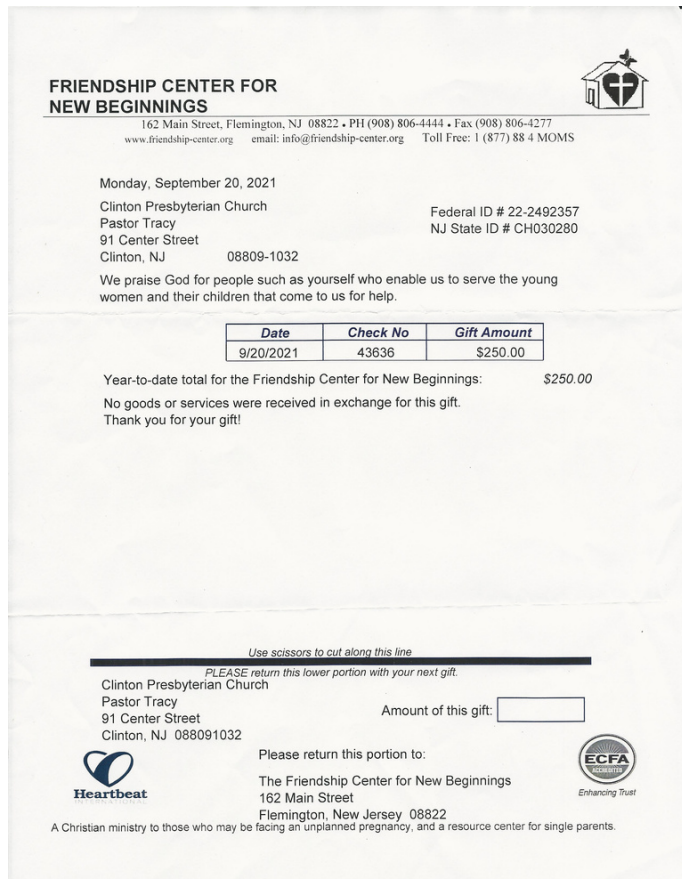 FRIENDSHIP CENTER FOR
NEW BEGINNINGS
162 Main Street, Flemington, NJ 08822 • PH (908) 806-4444 • Fax (908) 806-4277
www.friendship-center.org email: info@friendship-center.org Toll Free: 1 (877) 88 4 MOMS
Monday, September 20, 2021
Clinton Presbyterian Church
Pastor Tracy
91 Center Street
Clinton, NJ 08809-1032
Federal ID # 22-2492357
NJ State ID # CH030280
We praise God for people such as yourself who enable us to serve the young
women and their children that come to us for help.
Date Check No Gift Amount
9/20/2021 43636 $250.00
Year-to-date total for the Friendship Center for New Beginnings: $250.00
No goods or services were received in exchange for this gift.
Thank you for your gift!
Use scissors to cut along this line
PLEASE return this lower portion with your next gift.
Clinton Presbyterian Church
Pastor Tracy
91 Center Street
Clinton, NJ 088091032
Amount of this gift:
Heartbeat
INTERNATIONAL
Please return this portion to:
The Friendship Center for New Beginnings
162 Main Street
Flemington, New Jersey 08822
ECFA
ACCREDITED
Enhancing Trust
A Christian ministry to those who may be facing an unplanned pregnancy, and a resource center for single parents.